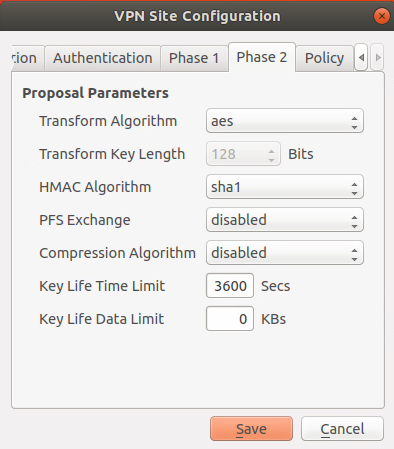 VPN Site Configuration
ion Authentication Phase 1 Phase 2 Policy
Proposal Parameters
Transform Algorithm aes
Transform Key Length 128 Bits
HMAC Algorithm sha1
PFS Exchange disabled
Compression Algorithm disabled
Key Life Time Limit 3600 Secs
Key Life Data Limit 0 KBs
Save Cancel